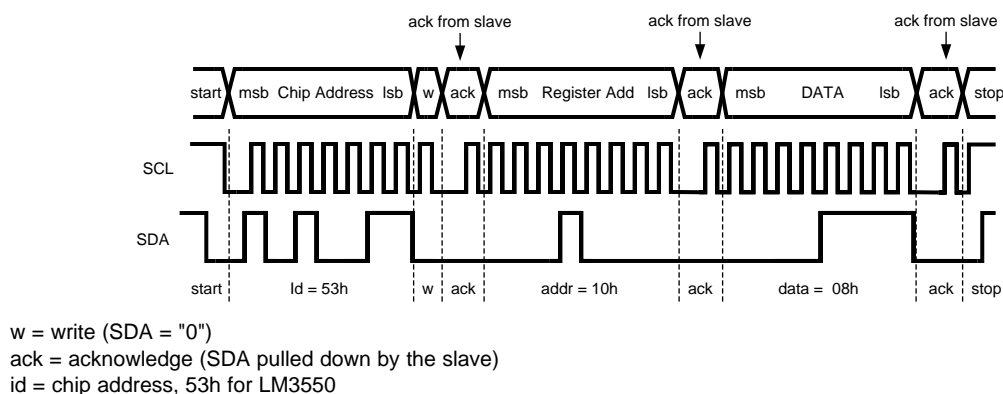 ack from slave ack from slave ack from slave
start msb Chip Address lsb w ack msb Register Add lsb ack msb DATA lsb ack stop
SCL
SDA
start Id = 53h w ack addr = 10h ack data = 08h ack stop
w = write (SDA = "0")
ack = acknowledge (SDA pulled down by the slave)
id = chip address, 53h for LM3550